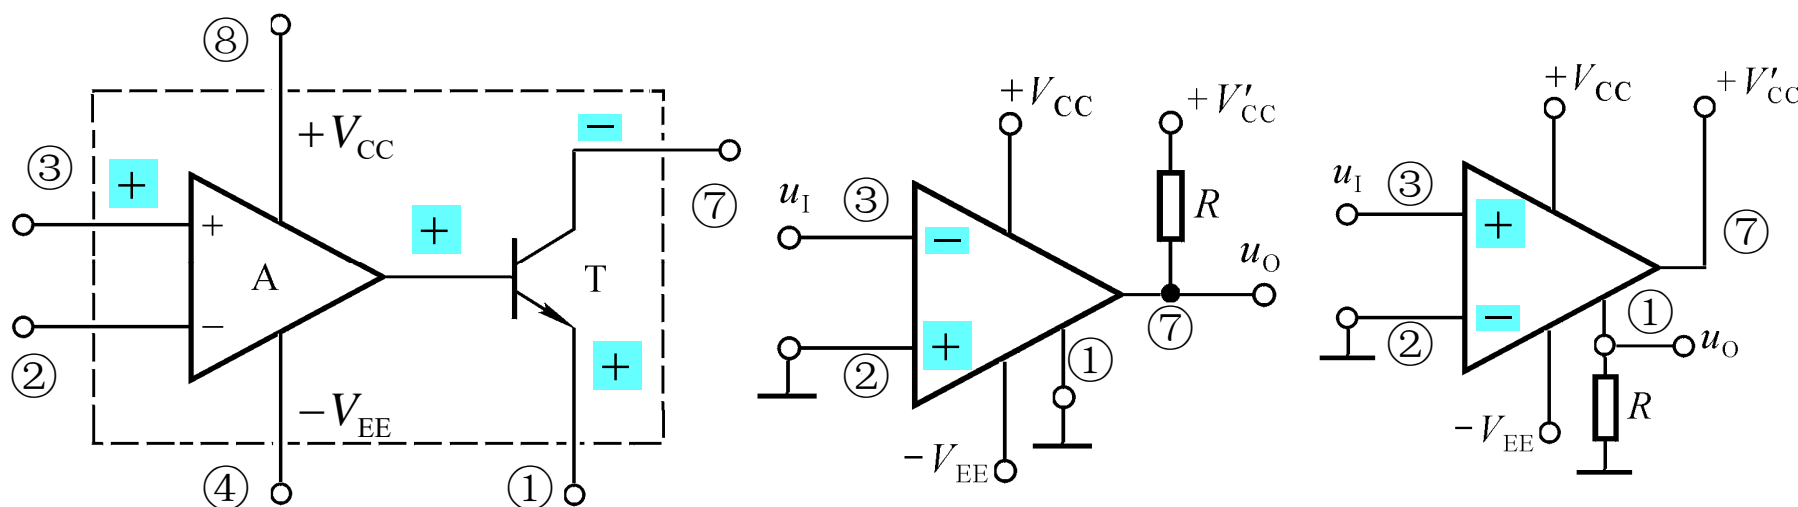 ⑧
+V_CC
③
+
+
A
−
②
+
−
T
⑦
+
−V_EE
④
①
+V_CC
+V′_CC
u_I
③
−
R
u_O
⑦
+
②
①
−V_EE
+V_CC
+V′_CC
u_I
③
+
⑦
−
②
①
u_O
R
−V_EE